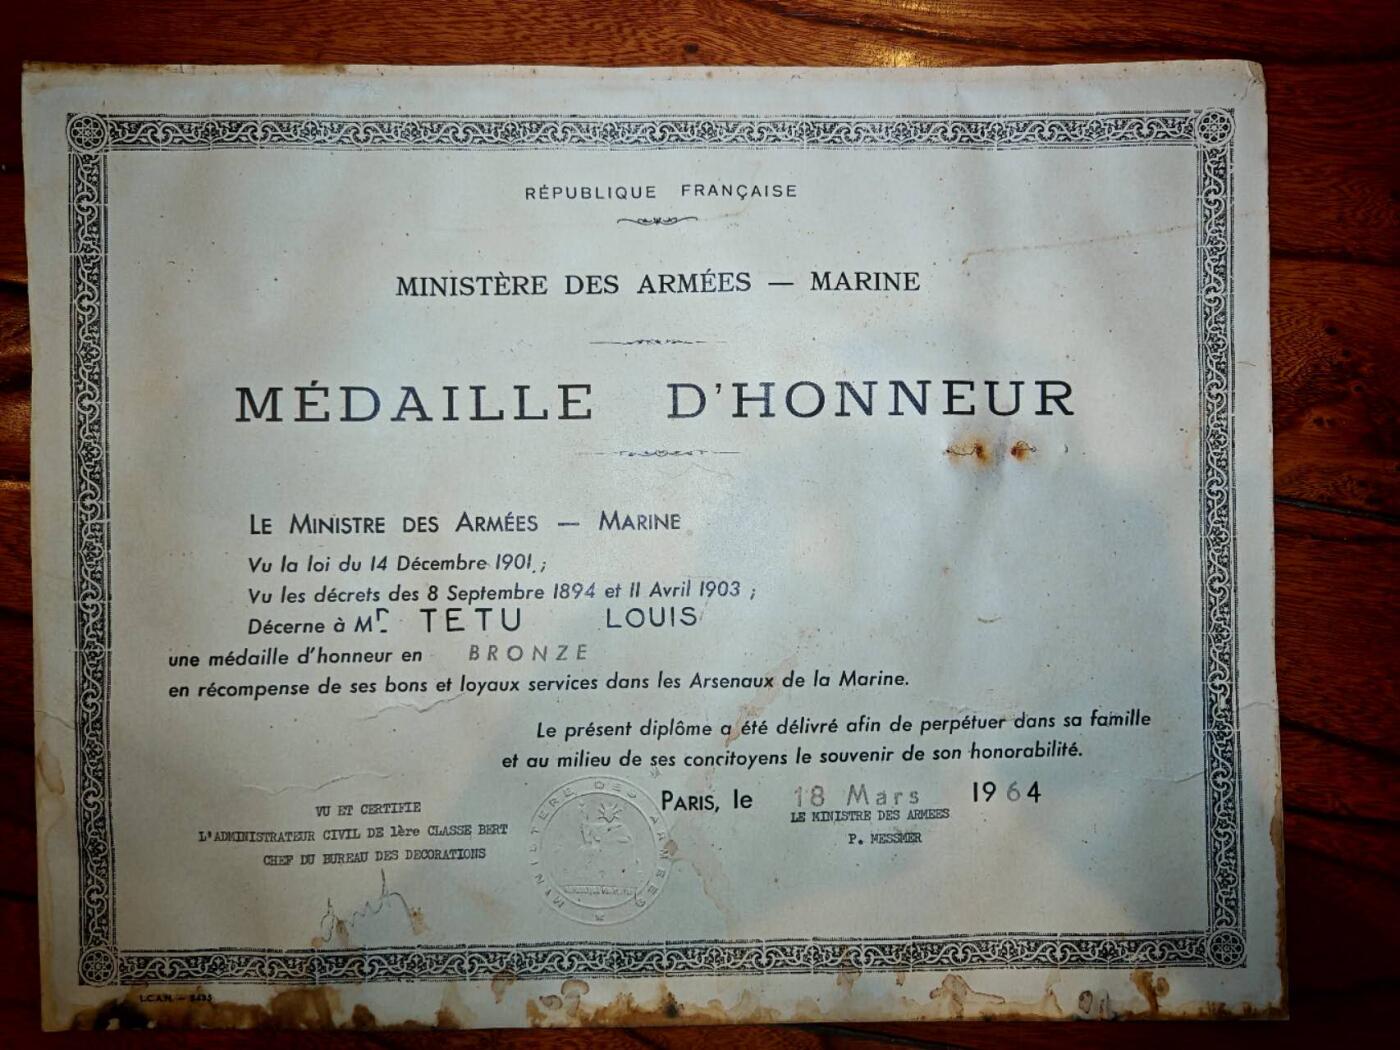 RÉPUBLIQUE FRANÇAISE
MINISTÈRE DES ARMÉES — MARINE
MÉDAILLE D'HONNEUR
LE MINISTRE DES ARMÉES — MARINE
Vu la loi du 14 Décembre 1901 ;
Vu les décrets des 8 Septembre 1894 et 11 Avril 1903 ;
Décerne à Mr TETU LOUIS
une médaille d'honneur en BRONZE
en récompense de ses bons et loyaux services dans les Arsenaux de la Marine.
Le présent diplôme a été délivré afin de perpétuer dans sa famille
et au milieu de ses concitoyens le souvenir de son honorabilité.
PARIS, le 18 Mars 1964
LE MINISTRE DES ARMEES
P. MESSMER
VU ET CERTIFIE
L'ADMINISTRATEUR CIVIL DE 1ère CLASSE BERT
CHEF DU BUREAU DES DECORATIONS
MINISTERE DES ARMEES